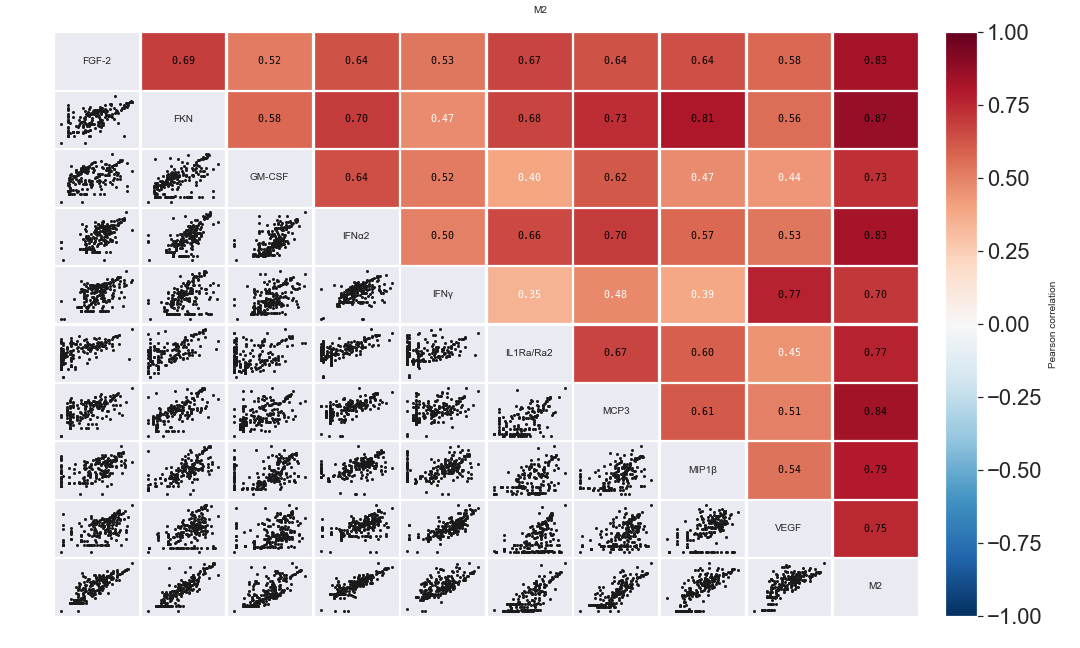 M2
FGF-2 0.69 0.52 0.64 0.53 0.67 0.64 0.64 0.58 0.83
FKN 0.58 0.70 0.47 0.68 0.73 0.81 0.56 0.87
GM-CSF 0.64 0.52 0.40 0.62 0.47 0.44 0.73
IFNα2 0.50 0.66 0.70 0.57 0.53 0.83
IFNγ 0.35 0.48 0.39 0.77 0.70
IL1Ra/Ra2 0.67 0.60 0.45 0.77
MCP3 0.61 0.51 0.84
MIP1β 0.54 0.79
VEGF 0.75
M2
1.00
0.75
0.50
0.25
0.00
−0.25
−0.50
−0.75
−1.00
Pearson correlation